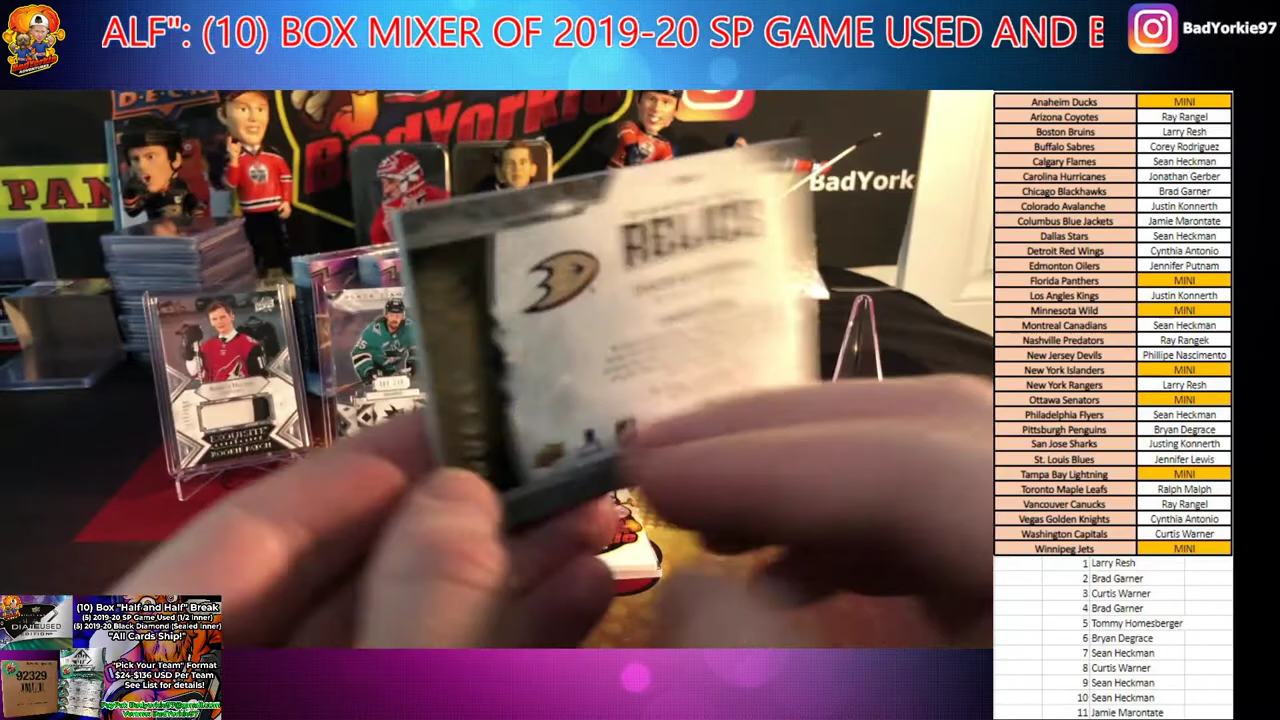 ALF": (10) BOX MIXER OF 2019-20 SP GAME USED AND B
BadYorkie97
DECK
PAN
BadYorkie
BadYork
RELICS
EXQUISITE
ROOKIE PATCH
Anaheim Ducks MINI
Arizona Coyotes Ray Rangel
Boston Bruins Larry Resh
Buffalo Sabres Corey Rodriguez
Calgary Flames Sean Heckman
Carolina Hurricanes Jonathan Gerber
Chicago Blackhawks Brad Garner
Colorado Avalanche Justin Konnerth
Columbus Blue Jackets Jamie Marontate
Dallas Stars Sean Heckman
Detroit Red Wings Cynthia Antonio
Edmonton Oilers Jennifer Putnam
Florida Panthers MINI
Los Angeles Kings Justin Konnerth
Minnesota Wild MINI
Montreal Canadians Sean Heckman
Nashville Predators Ray Rangek
New Jersey Devils Phillipe Nascimento
New York Islanders MINI
New York Rangers Larry Resh
Ottawa Senators MINI
Philadelphia Flyers Sean Heckman
Pittsburgh Penguins Bryan Degrace
San Jose Sharks Justing Konnerth
St. Louis Blues Jennifer Lewis
Tampa Bay Lightning MINI
Toronto Maple Leafs Ralph Malph
Vancouver Canucks Ray Rangel
Vegas Golden Knights Cynthia Antonio
Washington Capitals Curtis Warner
Winnipeg Jets MINI
1 Larry Resh
2 Brad Garner
3 Curtis Warner
4 Brad Garner
5 Tommy Homesberger
6 Bryan Degrace
7 Sean Heckman
8 Curtis Warner
9 Sean Heckman
10 Sean Heckman
11 Jamie Marontate
(10) Box "Half and Half" Break
(5) 2019-20 SP Game Used (1/2 Inner)
(5) 2019-20 Black Diamond (Sealed Inner)
"All Cards Ship!"
"Pick Your Team" Format
$24-$136 USD Per Team
See List for details!
92329